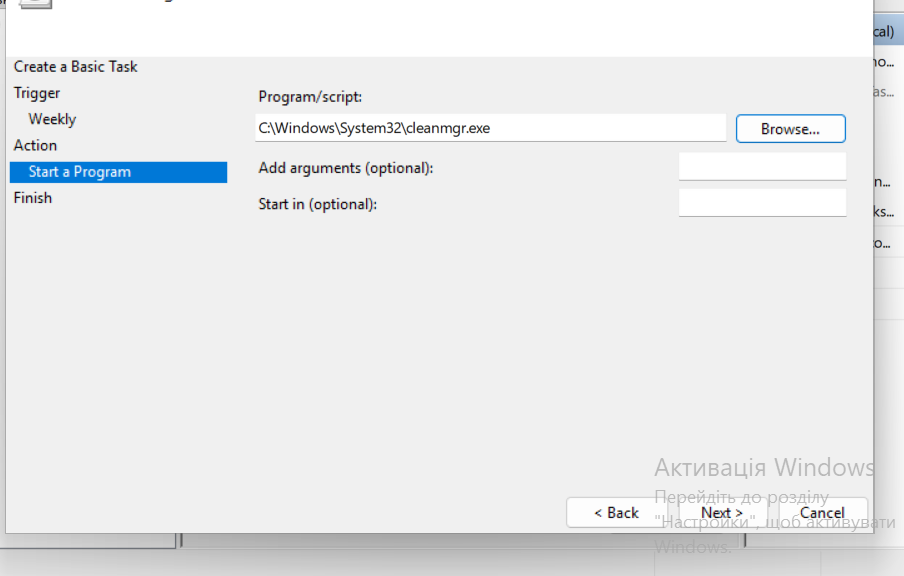 Create a Basic Task
Trigger
Weekly
Action
Start a Program
Finish
Program/script:
C:\Windows\System32\cleanmgr.exe
Browse...
Add arguments (optional):
Start in (optional):
< Back
Next >
Cancel
cal)
Активація Windows
Перейдіть до розділу
"Настройки", щоб активувати
Windows.